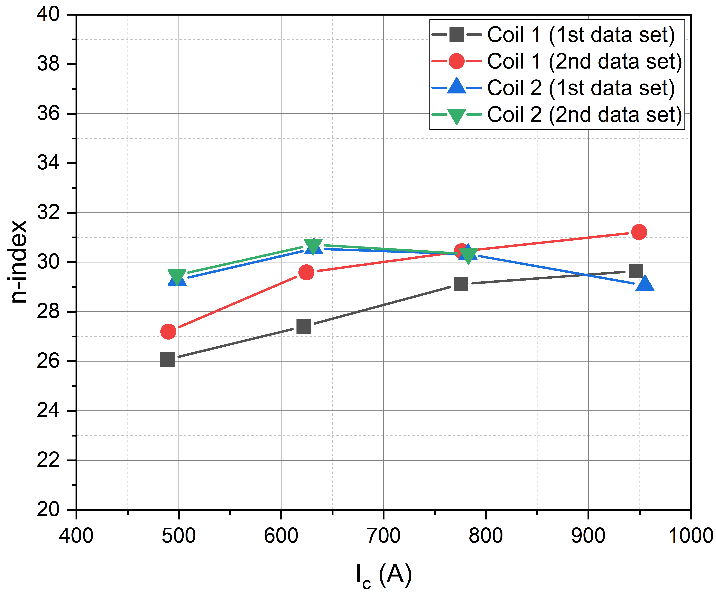 40
38
36
34
32
30
28
26
24
22
20
n-index
Coil 1 (1st data set)
Coil 1 (2nd data set)
Coil 2 (1st data set)
Coil 2 (2nd data set)
400 500 600 700 800 900 1000
Ic (A)